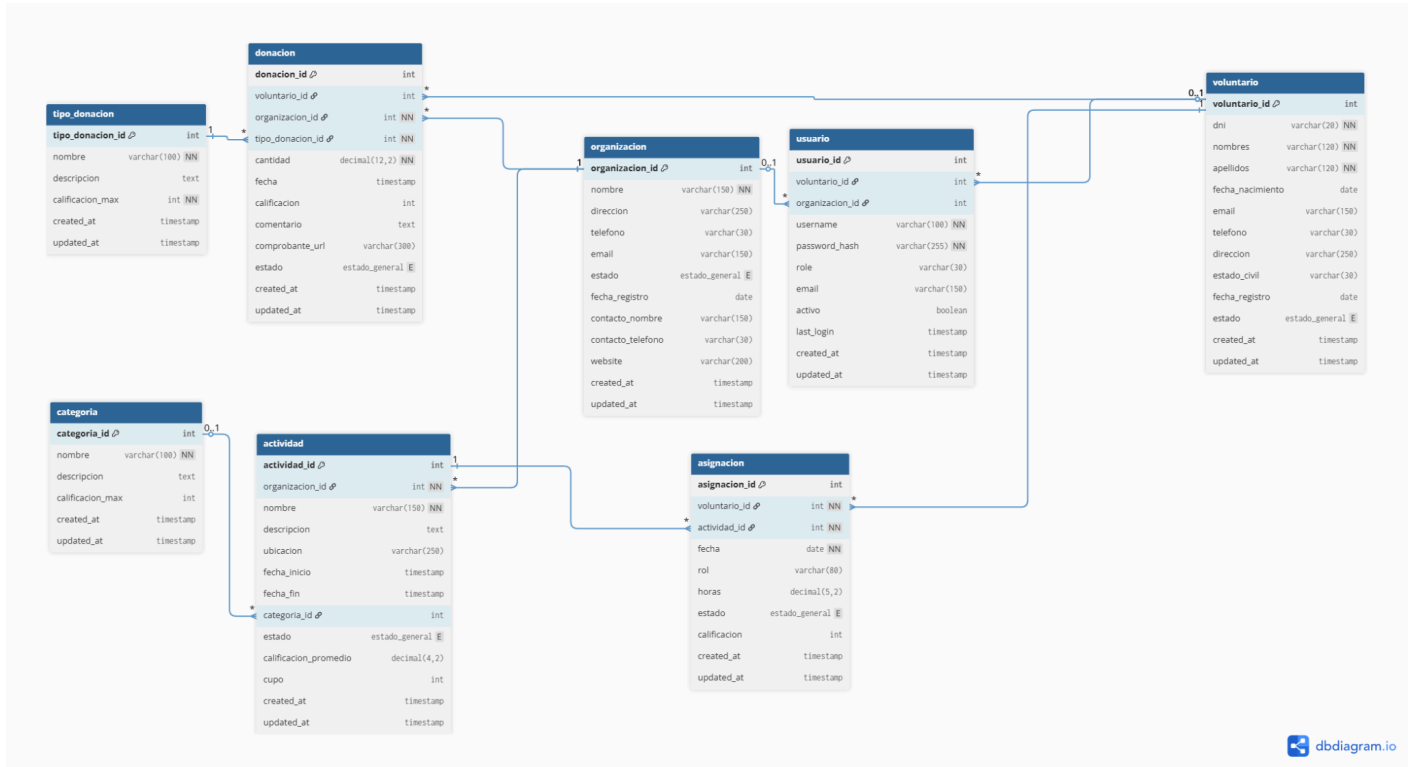 donacion
donacion_id int
voluntario_id int
organizacion_id int NN
tipo_donacion_id int NN
cantidad decimal(12,2) NN
fecha timestamp
calificacion int
comentario text
comprobante_url varchar(300)
estado estado_general E
created_at timestamp
updated_at timestamp
tipo_donacion
tipo_donacion_id int
nombre varchar(100) NN
descripcion text
calificacion_max int NN
created_at timestamp
updated_at timestamp
1
*
*
*
organizacion
organizacion_id int
nombre varchar(150) NN
direccion varchar(250)
telefono varchar(30)
email varchar(150)
estado estado_general E
fecha_registro date
contacto_nombre varchar(150)
contacto_telefono varchar(30)
website varchar(200)
created_at timestamp
updated_at timestamp
1
0..1
*
*
usuario
usuario_id int
voluntario_id int
organizacion_id int
username varchar(100) NN
password_hash varchar(255) NN
role varchar(30)
email varchar(150)
activo boolean
last_login timestamp
created_at timestamp
updated_at timestamp
0..1
1
voluntario
voluntario_id int
dni varchar(20) NN
nombres varchar(120) NN
apellidos varchar(120) NN
fecha_nacimiento date
email varchar(150)
telefono varchar(30)
direccion varchar(250)
estado_civil varchar(30)
fecha_registro date
estado estado_general E
created_at timestamp
updated_at timestamp
categoria
categoria_id int
nombre varchar(100) NN
descripcion text
calificacion_max int
created_at timestamp
updated_at timestamp
0..1
*
actividad
actividad_id int
organizacion_id int NN
nombre varchar(150) NN
descripcion text
ubicacion varchar(250)
fecha_inicio timestamp
fecha_fin timestamp
categoria_id int
estado estado_general E
calificacion_promedio decimal(4,2)
cupo int
created_at timestamp
updated_at timestamp
1
*
*
*
asignacion
asignacion_id int
voluntario_id int NN
actividad_id int NN
fecha date NN
rol varchar(80)
horas decimal(5,2)
estado estado_general E
calificacion int
created_at timestamp
updated_at timestamp
dbdiagram.io